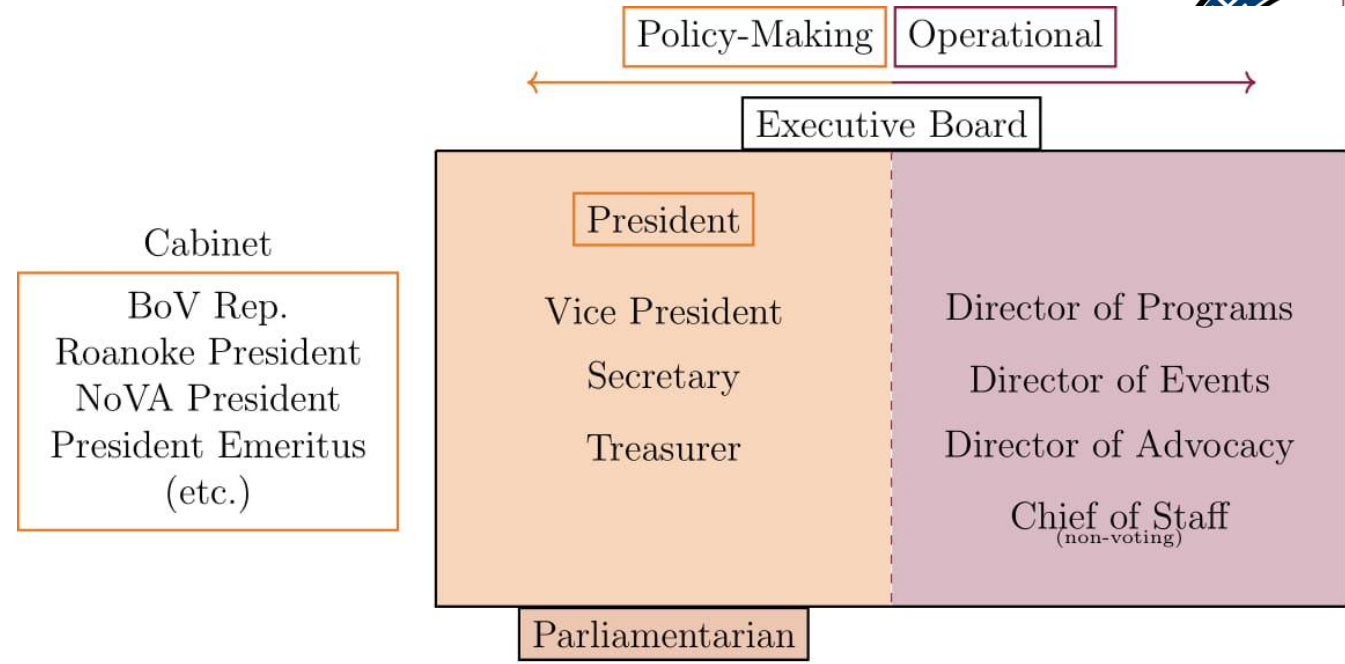 Policy-Making Operational
Executive Board
Cabinet
BoV Rep.
Roanoke President
NoVA President
President Emeritus
(etc.)
President
Vice President
Secretary
Treasurer
Director of Programs
Director of Events
Director of Advocacy
Chief of Staff
(non-voting)
Parliamentarian